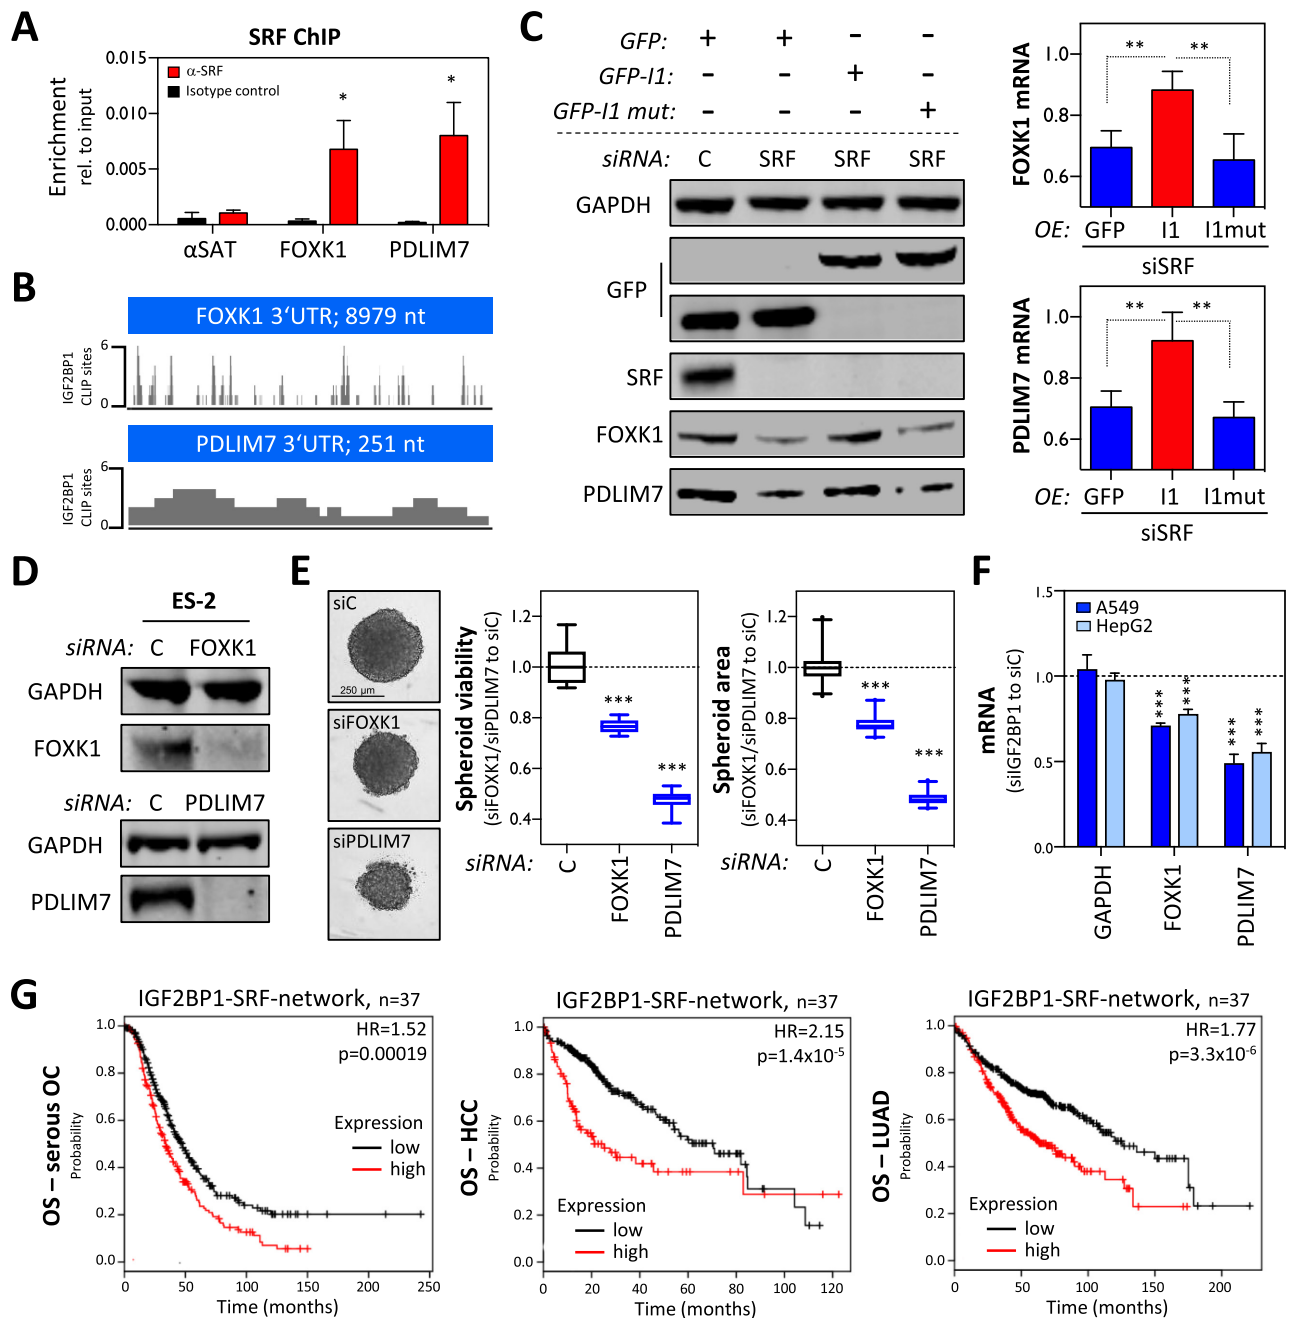 A
SRF ChIP
Enrichment
rel. to input
0.015
0.010
0.005
0.000
α-SRF
Isotype control
*
*
αSAT FOXK1 PDLIM7
B
FOXK1 3‘UTR; 8979 nt
IGF2BP1
CLIP sites
6
0
PDLIM7 3‘UTR; 251 nt
IGF2BP1
CLIP sites
6
0
C
GFP: + + - -
GFP-I1: - - + -
GFP-I1 mut: - - - +
siRNA: C SRF SRF SRF
GAPDH
GFP
SRF
FOXK1
PDLIM7
FOXK1 mRNA
1.0
0.8
0.6
** **
OE: GFP I1 I1mut
siSRF
PDLIM7 mRNA
1.0
0.8
0.6
** **
OE: GFP I1 I1mut
siSRF
D
ES-2
siRNA: C FOXK1
GAPDH
FOXK1
siRNA: C PDLIM7
GAPDH
PDLIM7
E
siC
250 µm
siFOXK1
siPDLIM7
Spheroid viability
(siFOXK1/siPDLIM7 to siC)
1.2
1.0
0.8
0.6
0.4
***
***
siRNA: C FOXK1 PDLIM7
Spheroid area
(siFOXK1/siPDLIM7 to siC)
1.2
1.0
0.8
0.6
0.4
***
***
siRNA: C FOXK1 PDLIM7
F
mRNA
(siIGF2BP1 to siC)
1.5
1.0
0.5
0.0
A549
HepG2
*** *** *** ***
GAPDH FOXK1 PDLIM7
G
IGF2BP1-SRF-network, n=37
OS – serous OC
Probability
1.0
0.8
0.6
0.4
0.2
0.0
HR=1.52
p=0.00019
Expression
low
high
0 50 100 150 200 250
Time (months)
IGF2BP1-SRF-network, n=37
OS – HCC
Probability
1.0
0.8
0.6
0.4
0.2
0.0
HR=2.15
p=1.4x10-5
Expression
low
high
0 20 40 60 80 100 120
Time (months)
IGF2BP1-SRF-network, n=37
OS – LUAD
Probability
1.0
0.8
0.6
0.4
0.2
0.0
HR=1.77
p=3.3x10-6
Expression
low
high
0 50 100 150 200
Time (months)